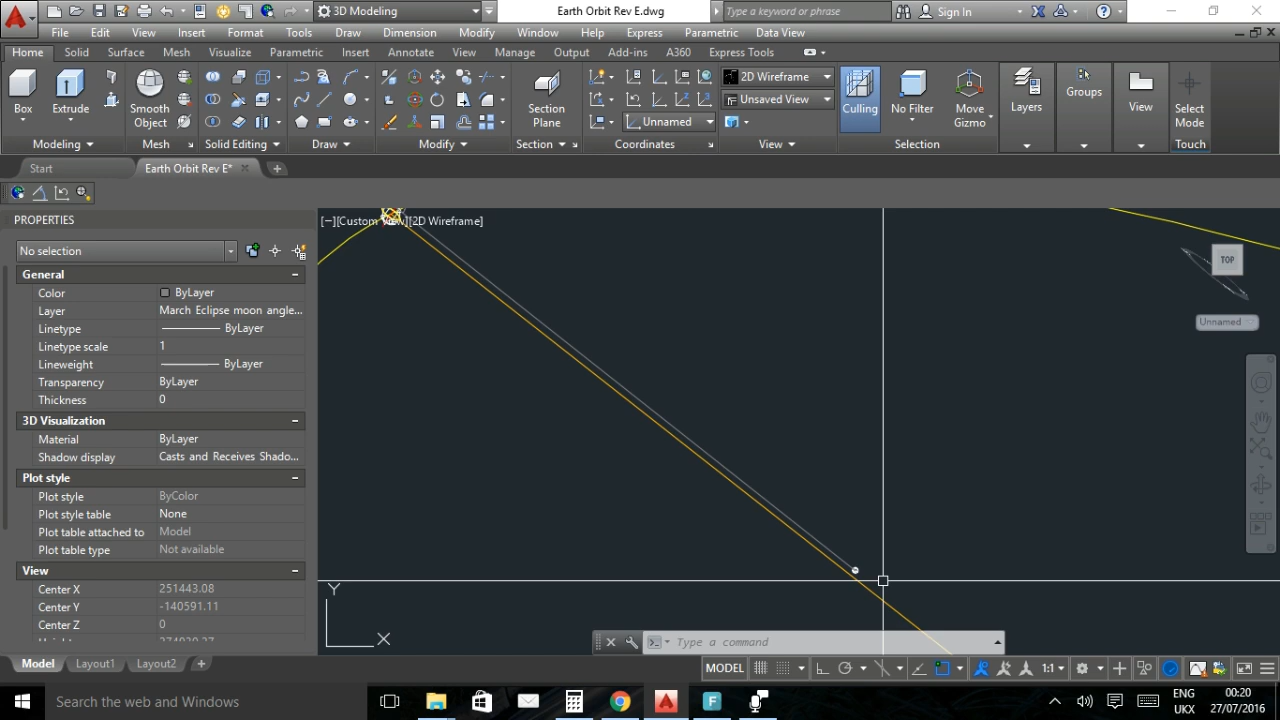 3D Modeling
Earth Orbit Rev E.dwg
Type a keyword or phrase
Sign In
File Edit View Insert Format Tools Draw Dimension Modify Window Help Express Parametric Data View
Home Solid Surface Mesh Visualize Parametric Insert Annotate View Manage Output Add-ins A360 Express Tools
Box
Extrude
Smooth Object
Section Plane
2D Wireframe
Unsaved View
Unnamed
Culling
No Filter
Move Gizmo
Layers
Groups
View
Select Mode
Modeling
Mesh
Solid Editing
Draw
Modify
Section
Coordinates
View
Selection
Touch
Start
Earth Orbit Rev E*
PROPERTIES
[−][Custom View][2D Wireframe]
No selection
General
Color ByLayer
Layer March Eclipse moon angle...
Linetype ByLayer
Linetype scale 1
Lineweight ByLayer
Transparency ByLayer
Thickness 0
3D Visualization
Material ByLayer
Shadow display Casts and Receives Shado...
Plot style
Plot style ByColor
Plot style table None
Plot table attached to Model
Plot table type Not available
View
Center X 251443.08
Center Y -140591.11
Center Z 0
TOP
Unnamed
Y
X
Type a command
Model Layout1 Layout2
MODEL
1:1
Search the web and Windows
ENG
UKX
00:20
27/07/2016